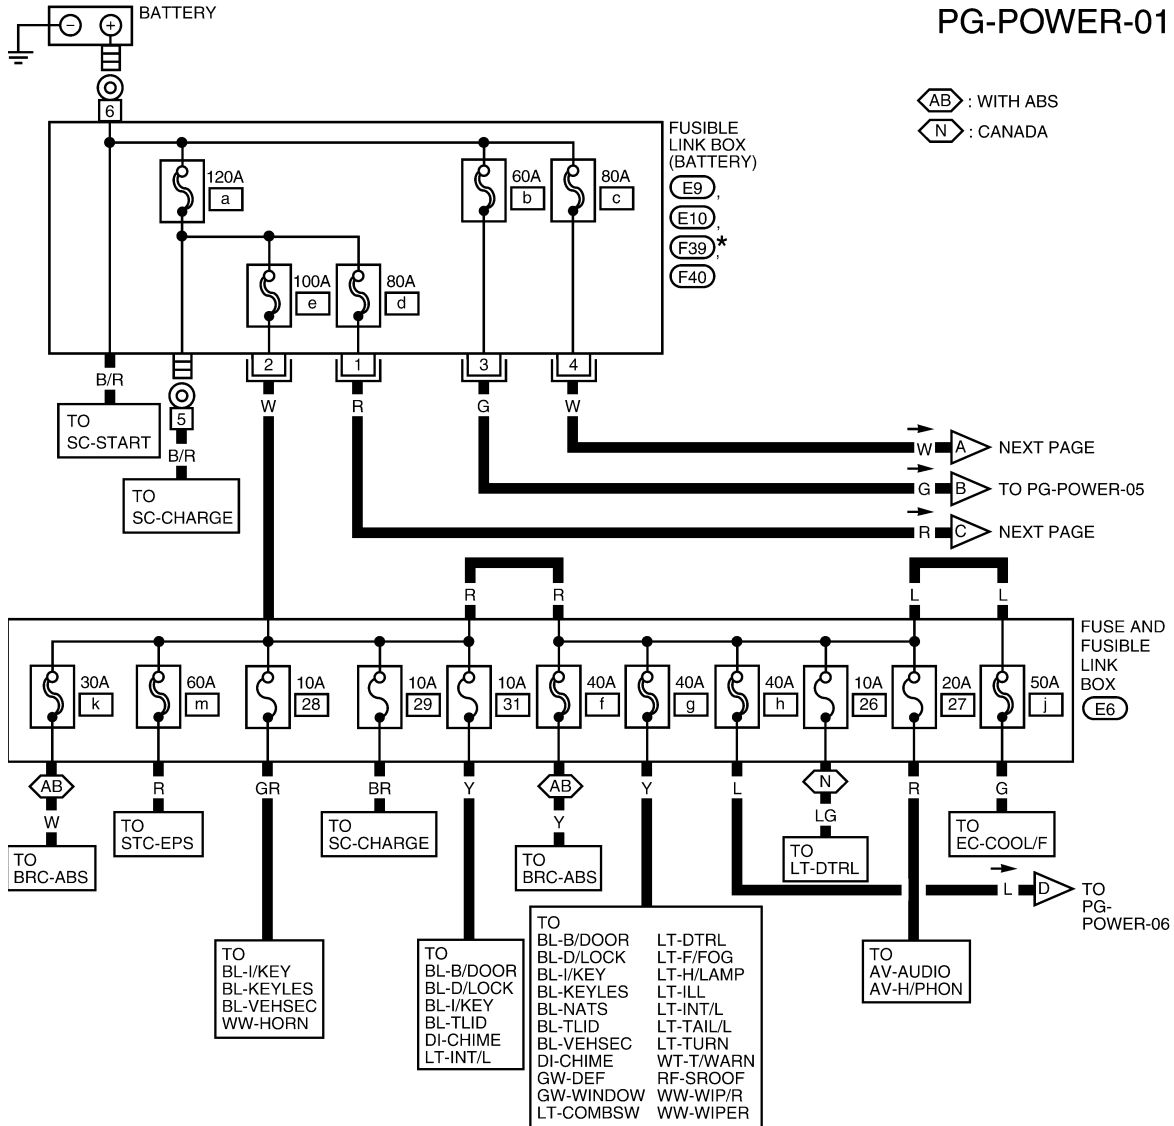 PG-POWER-01
BATTERY
− +
AB : WITH ABS
N : CANADA
6
FUSIBLE
LINK BOX
(BATTERY)
E9 ,
E10 ,
F39 *,
F40
120A
a
60A
b
80A
c
100A
e
80A
d
2
1
3
4
B/R
TO
SC-START
5
B/R
TO
SC-CHARGE
W
R
G
W
W A NEXT PAGE
G B TO PG-POWER-05
R C NEXT PAGE
R
R
L
L
FUSE AND
FUSIBLE
LINK
BOX
E6
30A
k
60A
m
10A
28
10A
29
10A
31
40A
f
40A
g
40A
h
10A
26
20A
27
50A
j
AB
W
TO
BRC-ABS
R
TO
STC-EPS
GR
TO
BL-I/KEY
BL-KEYLES
BL-VEHSEC
WW-HORN
BR
TO
SC-CHARGE
Y
TO
BL-B/DOOR
BL-D/LOCK
BL-I/KEY
BL-TLID
DI-CHIME
LT-INT/L
AB
Y
TO
BRC-ABS
Y
TO
BL-B/DOOR
BL-D/LOCK
BL-I/KEY
BL-KEYLES
BL-NATS
BL-TLID
BL-VEHSEC
DI-CHIME
GW-DEF
GW-WINDOW
LT-COMBSW
LT-DTRL
LT-F/FOG
LT-H/LAMP
LT-ILL
LT-INT/L
LT-TAIL/L
LT-TURN
WT-T/WARN
RF-SROOF
WW-WIP/R
WW-WIPER
L
L D TO
PG-
POWER-06
N
LG
TO
LT-DTRL
R
TO
AV-AUDIO
AV-H/PHON
G
TO
EC-COOL/F